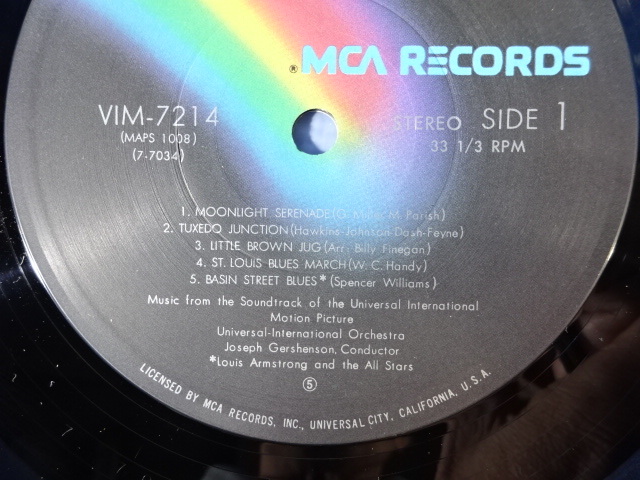 ® MCA RECORDS
VIM-7214
(MAPS 1008)
(7-7034)
STEREO SIDE 1
33 1/3 RPM
1. MOONLIGHT SERENADE (G. Parish)
2. TUXEDO JUNCTION (Hawkins-Johnson-Dash-Feyne)
3. LITTLE BROWN JUG (Arr. Billy Finegan)
4. ST. LOUIS BLUES MARCH (W. C. Handy)
5. BASIN STREET BLUES* (Spencer Williams)
Music from the Soundtrack of the Universal International
Motion Picture
Universal-International Orchestra
Joseph Gershenson, Conductor
*Louis Armstrong and the All Stars
⑤
LICENSED BY MCA RECORDS, INC., UNIVERSAL CITY, CALIFORNIA, U.S.A.